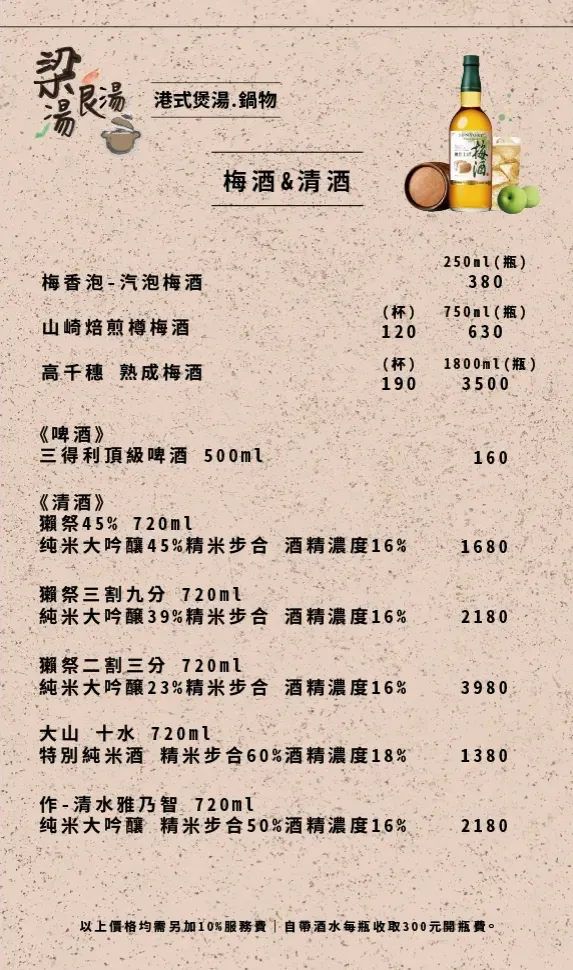 梁湯
良湯
港式煲湯.鍋物
梅酒&清酒
梅酒
250ml(瓶)
梅香泡-汽泡梅酒 380
(杯) 750ml(瓶)
山崎焙煎樽梅酒 120 630
(杯) 1800ml(瓶)
高千穗 熟成梅酒 190 3500
《啤酒》
三得利頂級啤酒 500ml 160
《清酒》
獺祭45% 720ml
純米大吟釀45%精米步合 酒精濃度16% 1680
獺祭三割九分 720ml
純米大吟釀39%精米步合 酒精濃度16% 2180
獺祭二割三分 720ml
純米大吟釀23%精米步合 酒精濃度16% 3980
大山 十水 720ml
特別純米酒 精米步合60%酒精濃度18% 1380
作-清水雅乃智 720ml
純米大吟釀 精米步合50%酒精濃度16% 2180
以上價格均需另加10%服務費｜自帶酒水每瓶收取300元開瓶費。